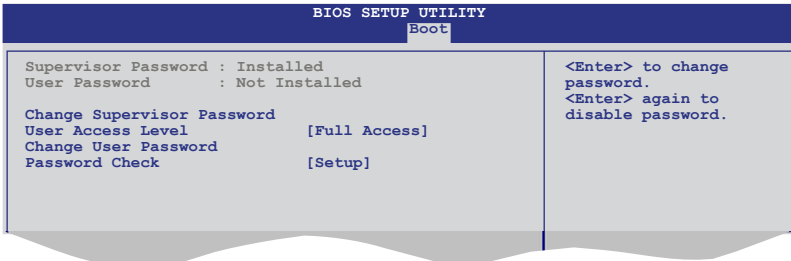 BIOS SETUP UTILITY
Boot
Supervisor Password : Installed
User Password : Not Installed
Change Supervisor Password
User Access Level [Full Access]
Change User Password
Password Check [Setup]
<Enter> to change
password.
<Enter> again to
disable password.